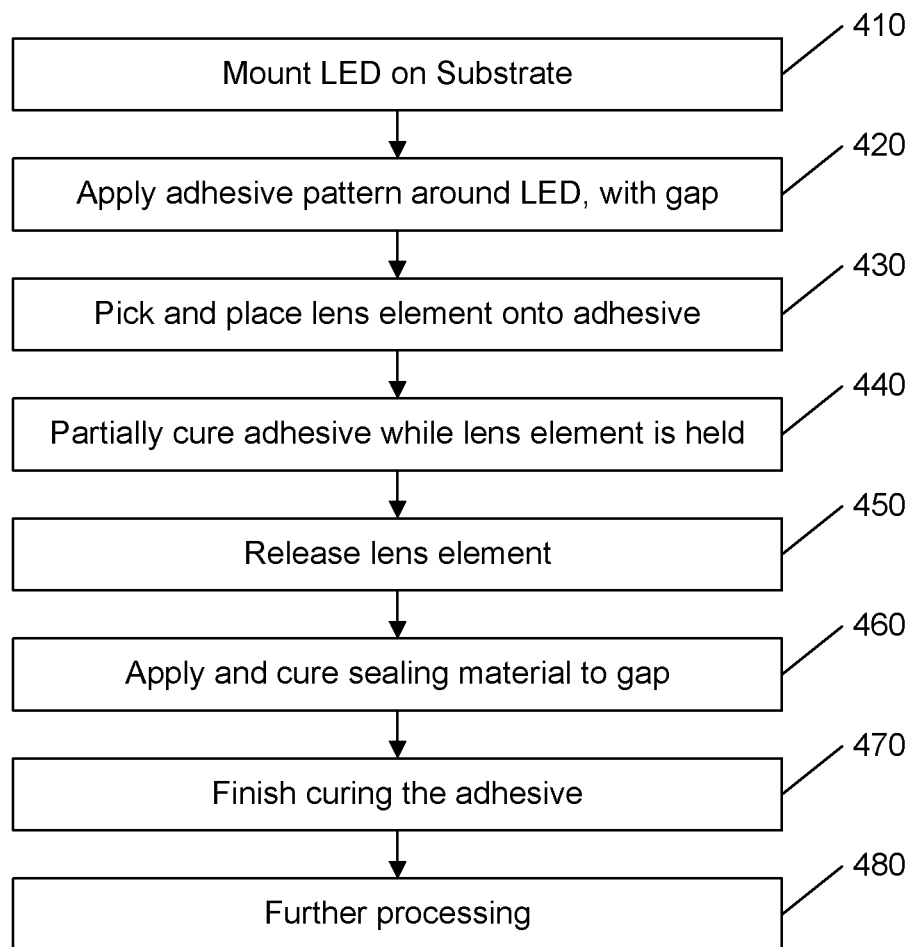 410
Mount LED on Substrate
420
Apply adhesive pattern around LED, with gap
430
Pick and place lens element onto adhesive
440
Partially cure adhesive while lens element is held
450
Release lens element
460
Apply and cure sealing material to gap
470
Finish curing the adhesive
480
Further processing